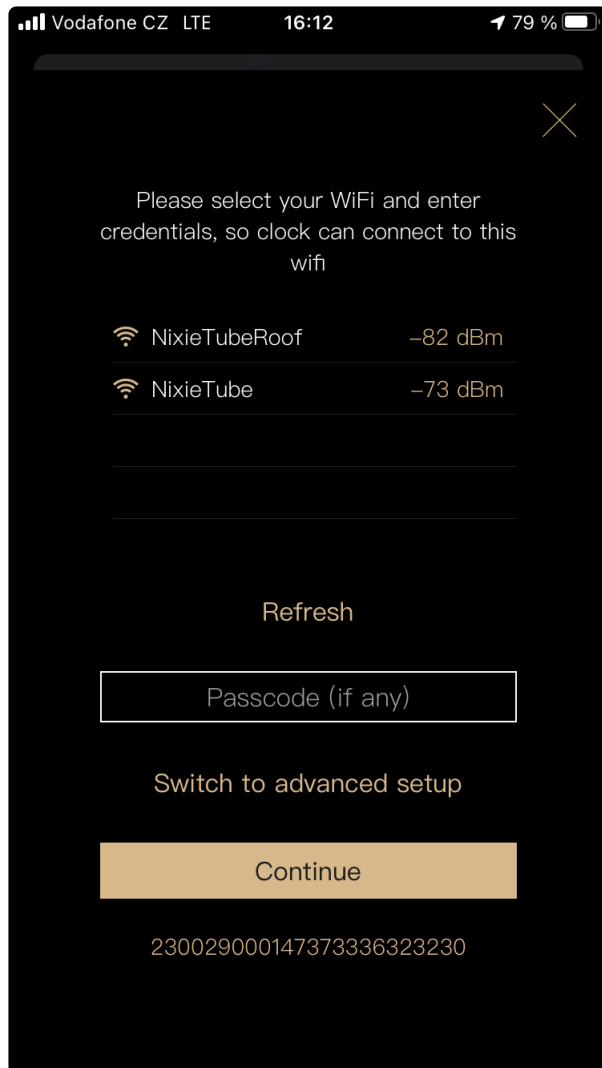 Vodafone CZ LTE 16:12 79 %
Please select your WiFi and enter
credentials, so clock can connect to this
wifi
NixieTubeRoof -82 dBm
NixieTube -73 dBm
Refresh
Passcode (if any)
Switch to advanced setup
Continue
230029000147373336323230